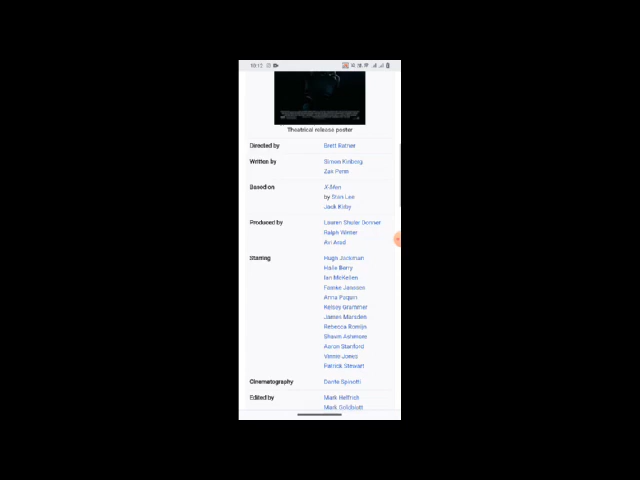 Theatrical release poster
Directed by Brett Ratner
Written by Simon Kinberg
Zak Penn
Based on X-Men
by Stan Lee
Jack Kirby
Produced by Lauren Shuler Donner
Ralph Winter
Avi Arad
Starring Hugh Jackman
Halle Berry
Ian McKellen
Famke Janssen
Anna Paquin
Kelsey Grammer
James Marsden
Rebecca Romijn
Shawn Ashmore
Aaron Stanford
Vinnie Jones
Patrick Stewart
Cinematography Dante Spinotti
Edited by Mark Helfrich
Mark Goldblatt